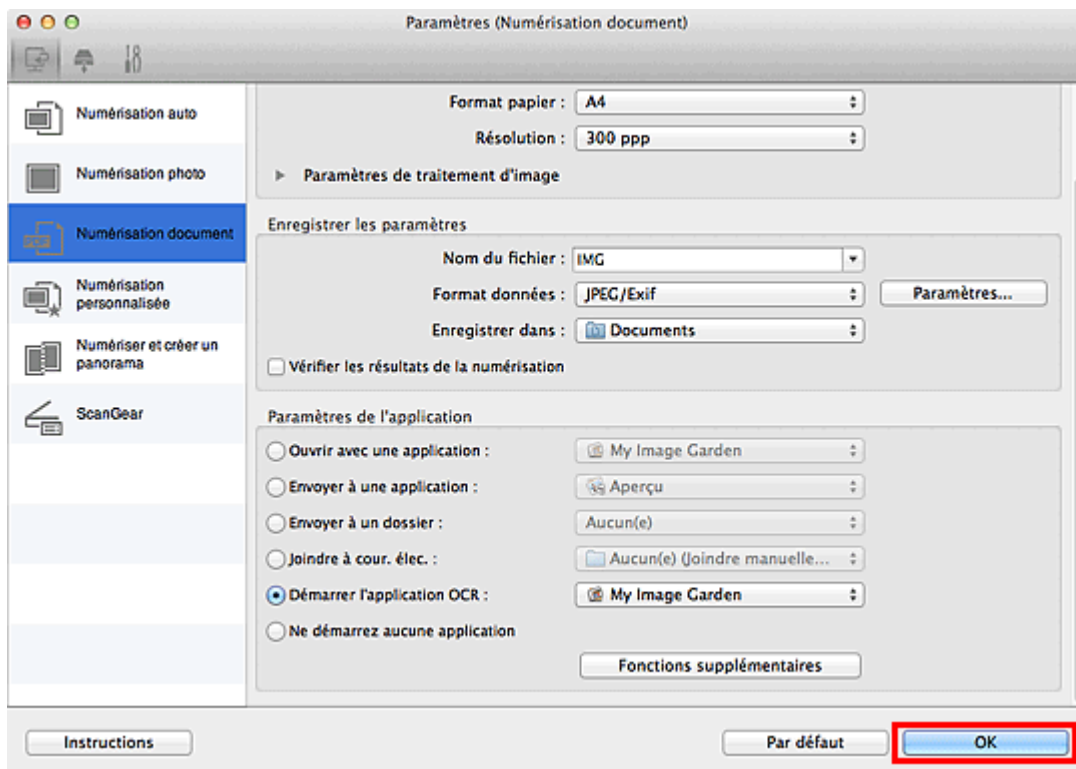 Paramètres (Numérisation document)
Numérisation auto
Numérisation photo
PDF
Numérisation document
Numérisation
personnalisée
Numériser et créer un
panorama
ScanGear
Format papier : A4
Résolution : 300 ppp
Paramètres de traitement d'image
Enregistrer les paramètres
Nom du fichier : IMG
Format données : JPEG/Exif Paramètres...
Enregistrer dans : Documents
Vérifier les résultats de la numérisation
Paramètres de l'application
Ouvrir avec une application : My Image Garden
Envoyer à une application : Aperçu
Envoyer à un dossier : Aucun(e)
Joindre à cour. élec. : Aucun(e) (Joindre manuelle...
Démarrer l'application OCR : My Image Garden
Ne démarrez aucune application
Fonctions supplémentaires
Instructions Par défaut OK